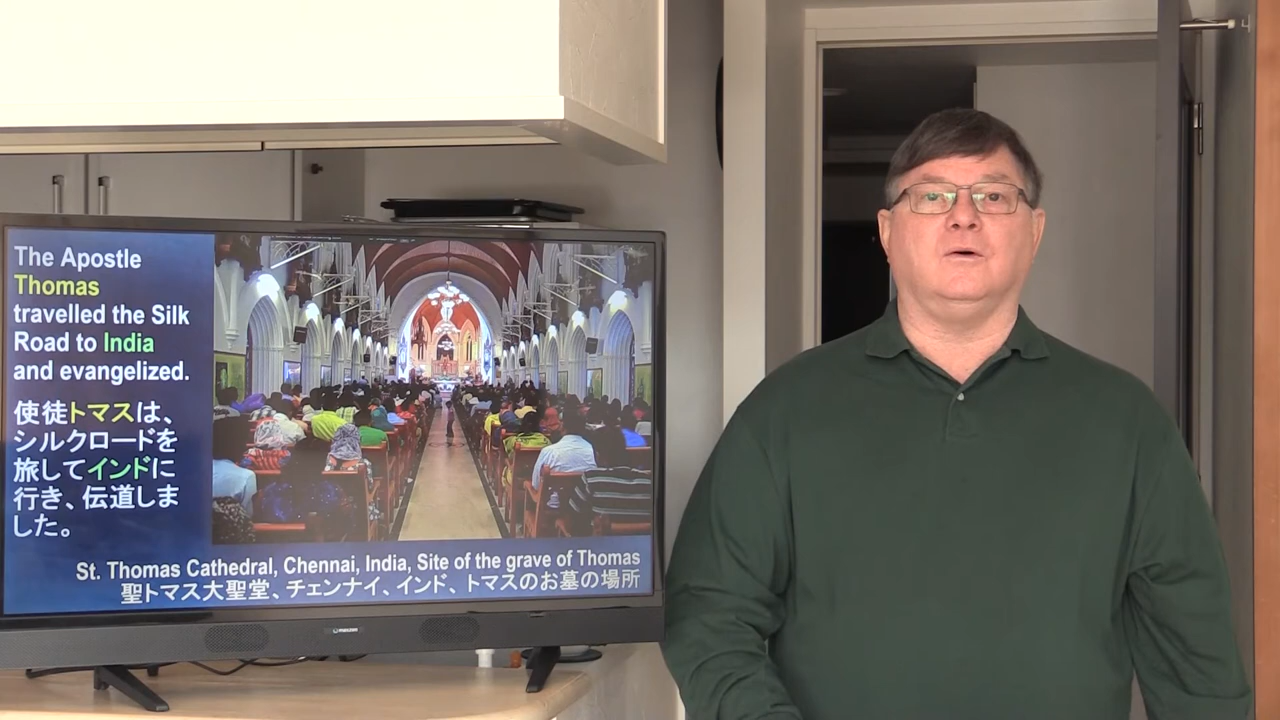 The Apostle
Thomas
travelled the Silk
Road to India
and evangelized.
使徒トマスは、
シルクロードを
旅してインドに
行き、伝道しま
した。
St. Thomas Cathedral, Chennai, India, Site of the grave of Thomas
聖トマス大聖堂、チェンナイ、インド、トマスのお墓の場所